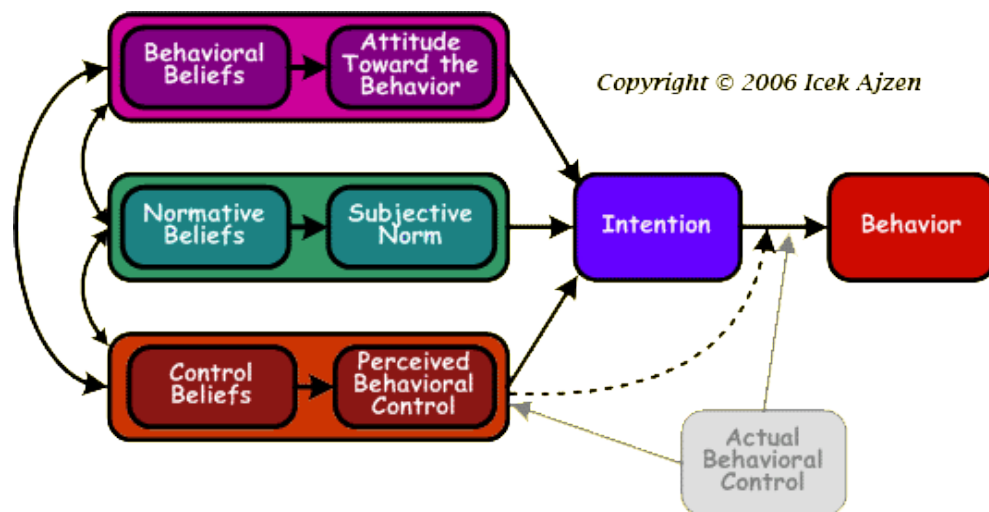 Behavioral
Beliefs
Attitude
Toward the
Behavior
Copyright © 2006 Icek Ajzen
Normative
Beliefs
Subjective
Norm
Intention
Behavior
Control
Beliefs
Perceived
Behavioral
Control
Actual
Behavioral
Control